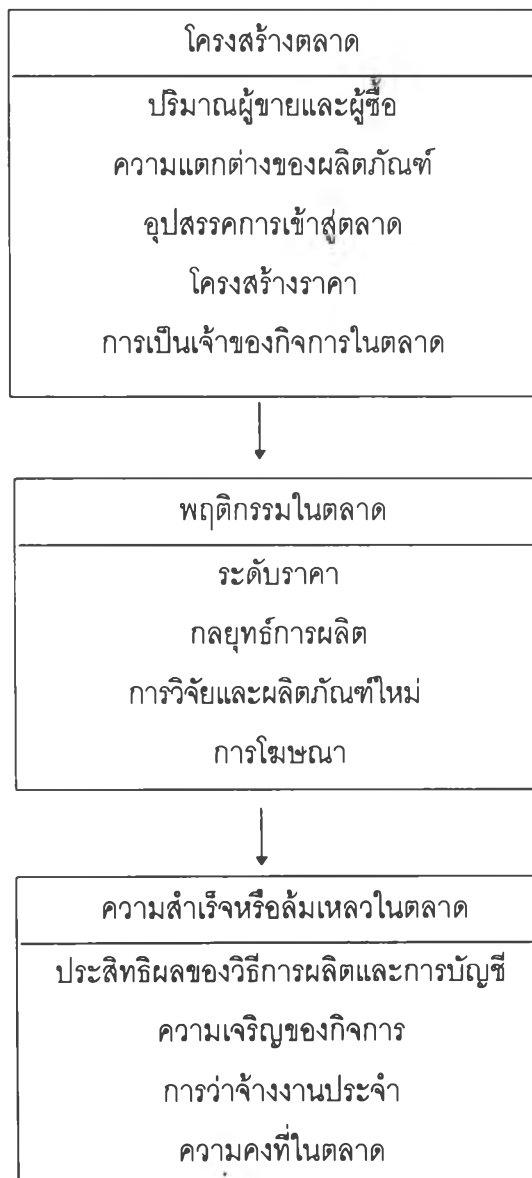 โครงสร้างตลาด
ปริมาณผู้ขายและผู้ซื้อ
ความแตกต่างของผลิตภัณฑ์
อุปสรรคการเข้าสู่ตลาด
โครงสร้างราคา
การเป็นเจ้าของกิจการในตลาด
พฤติกรรมในตลาด
ระดับราคา
กลยุทธ์การผลิต
การวิจัยและผลิตภัณฑ์ใหม่
การโฆษณา
ความสำเร็จหรือล้มเหลวในตลาด
ประสิทธิผลของวิธีการผลิตและการบัญชี
ความเจริญของกิจการ
การว่าจ้างงานประจำ
ความคงที่ในตลาด